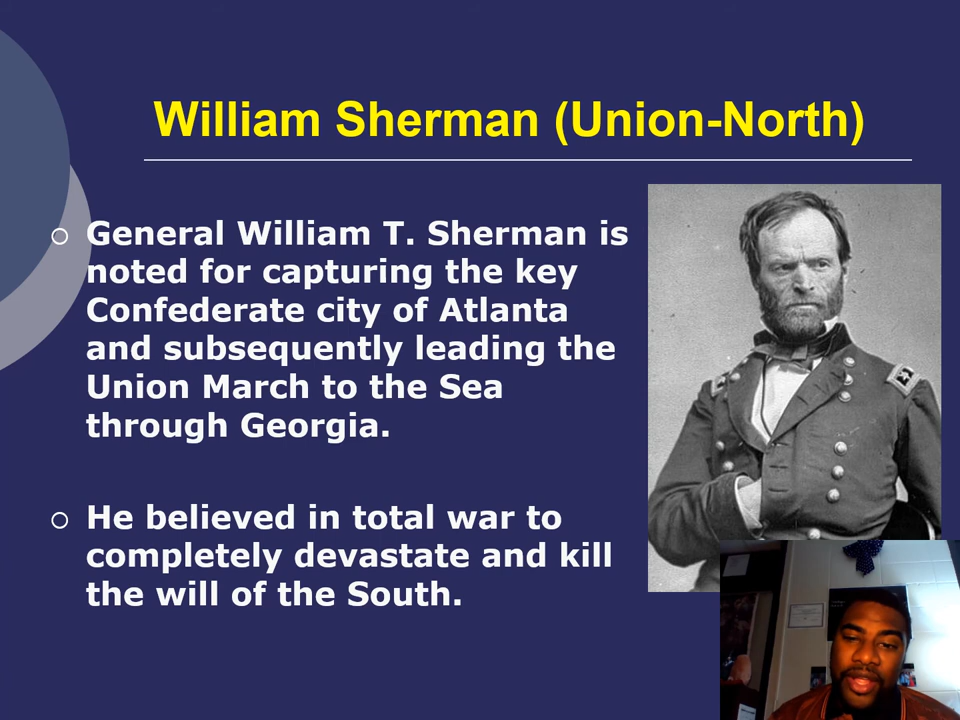 William Sherman (Union-North)
General William T. Sherman is
noted for capturing the key
Confederate city of Atlanta
and subsequently leading the
Union March to the Sea
through Georgia.
He believed in total war to
completely devastate and kill
the will of the South.